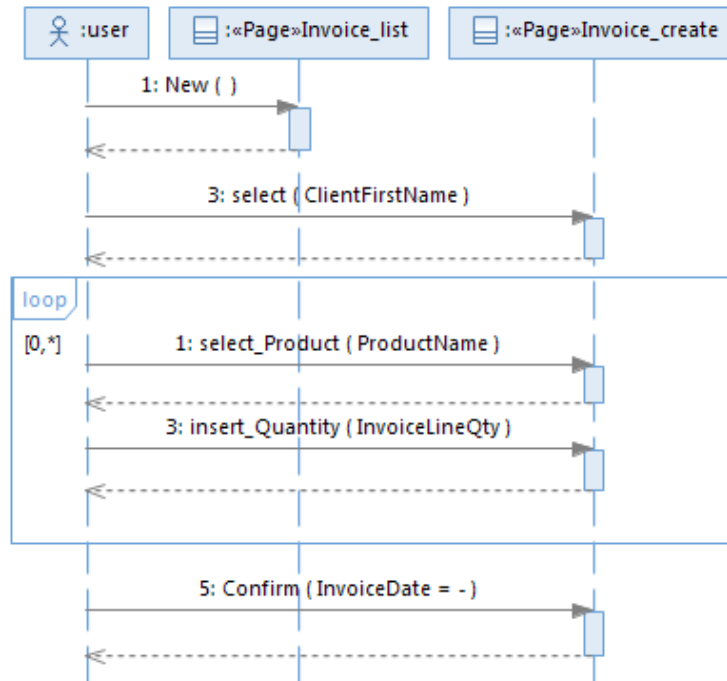 :user
:«Page»Invoice_list
:«Page»Invoice_create
1: New ( )
3: select ( ClientFirstName )
loop
[0,*]
1: select_Product ( ProductName )
3: insert_Quantity ( InvoiceLineQty )
5: Confirm ( InvoiceDate = - )